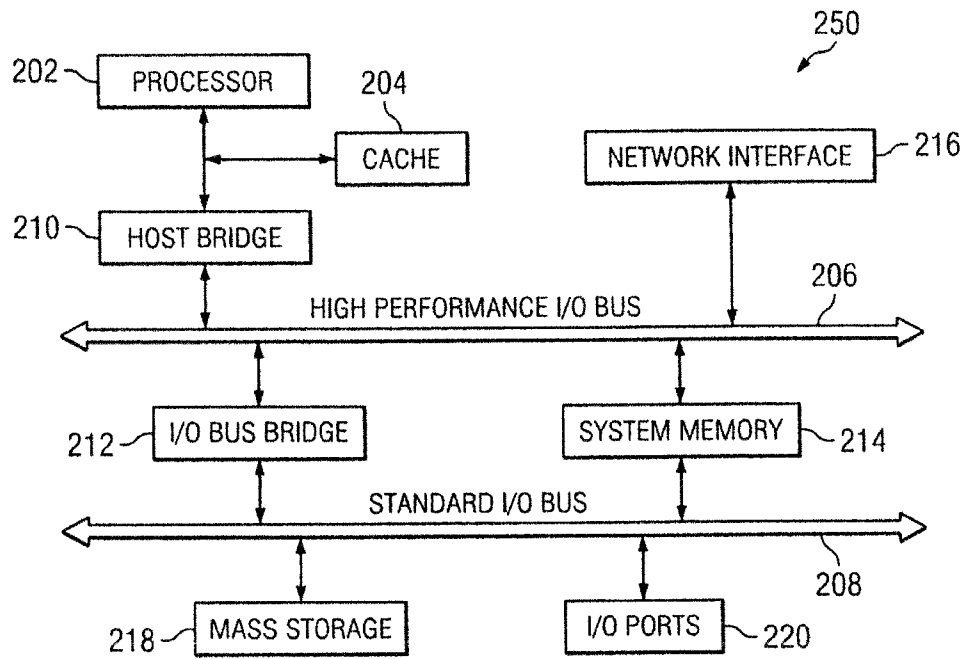 250
202
PROCESSOR
204
CACHE
NETWORK INTERFACE
216
210
HOST BRIDGE
206
HIGH PERFORMANCE I/O BUS
212
I/O BUS BRIDGE
SYSTEM MEMORY
214
STANDARD I/O BUS
208
218
MASS STORAGE
I/O PORTS
220